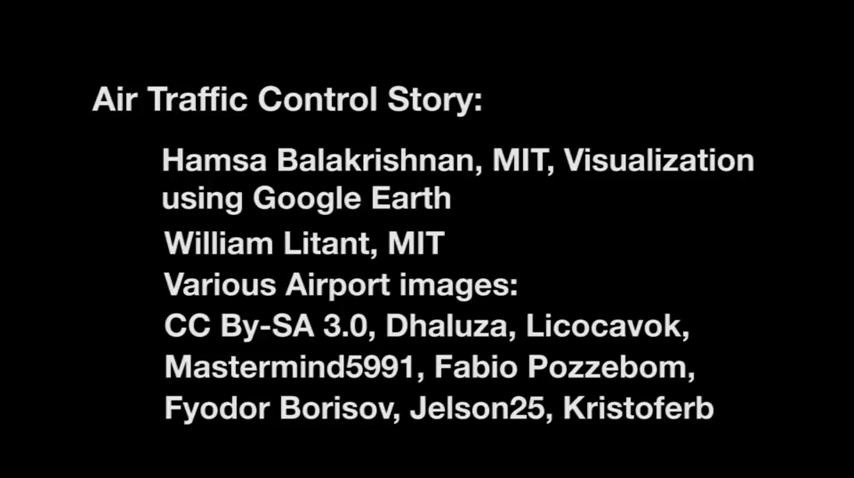 Air Traffic Control Story:
Hamsa Balakrishnan, MIT, Visualization
using Google Earth
William Litant, MIT
Various Airport images:
CC By-SA 3.0, Dhaluza, Licocavok,
Mastermind5991, Fabio Pozzebom,
Fyodor Borisov, Jelson25, Kristoferb